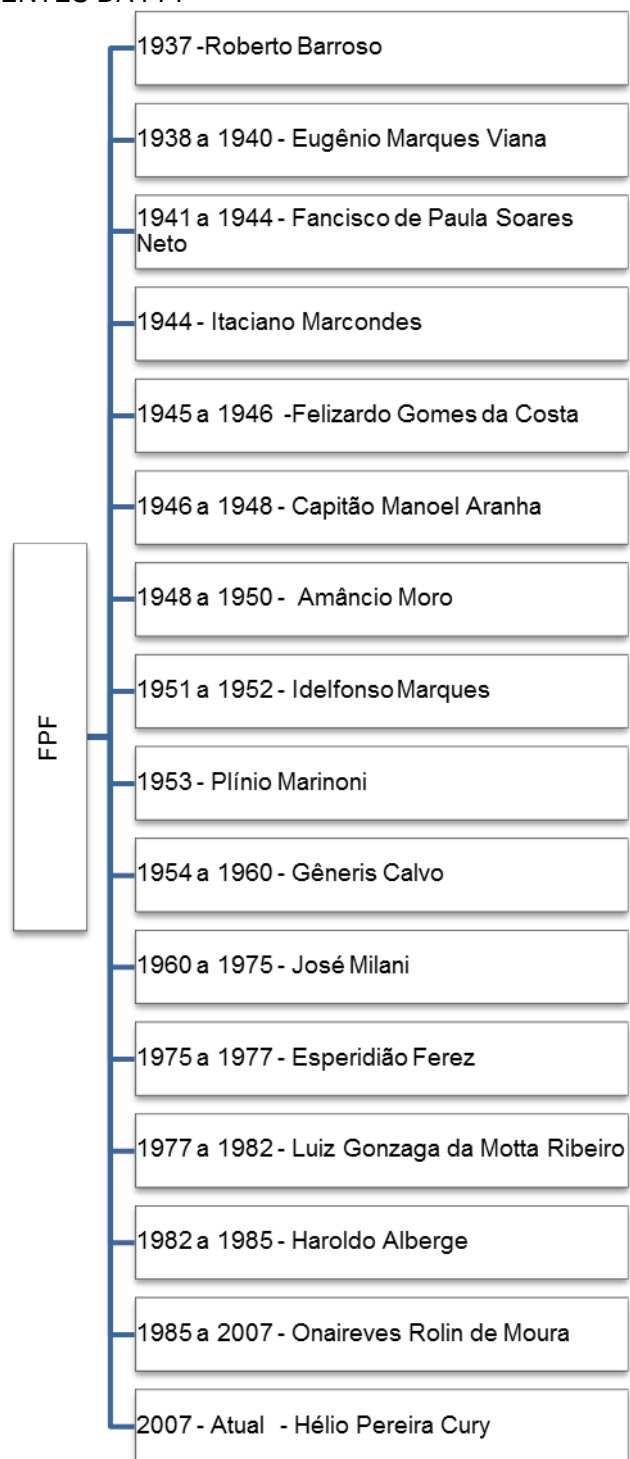 1937 -Roberto Barroso
1938 a 1940 - Eugênio Marques Viana
1941 a 1944 - Fancisco de Paula Soares
Neto
1944 - Itaciano Marcondes
1945 a 1946 -Felizardo Gomes da Costa
1946 a 1948 - Capitão Manoel Aranha
1948 a 1950 - Amâncio Moro
1951 a 1952 - Idelfonso Marques
FPF
1953 - Plínio Marinoni
1954 a 1960 - Gêneris Calvo
1960 a 1975 - José Milani
1975 a 1977 - Esperidião Ferez
1977 a 1982 - Luiz Gonzaga da Motta Ribeiro
1982 a 1985 - Haroldo Alberge
1985 a 2007 - Onaireves Rolin de Moura
2007 - Atual - Hélio Pereira Cury